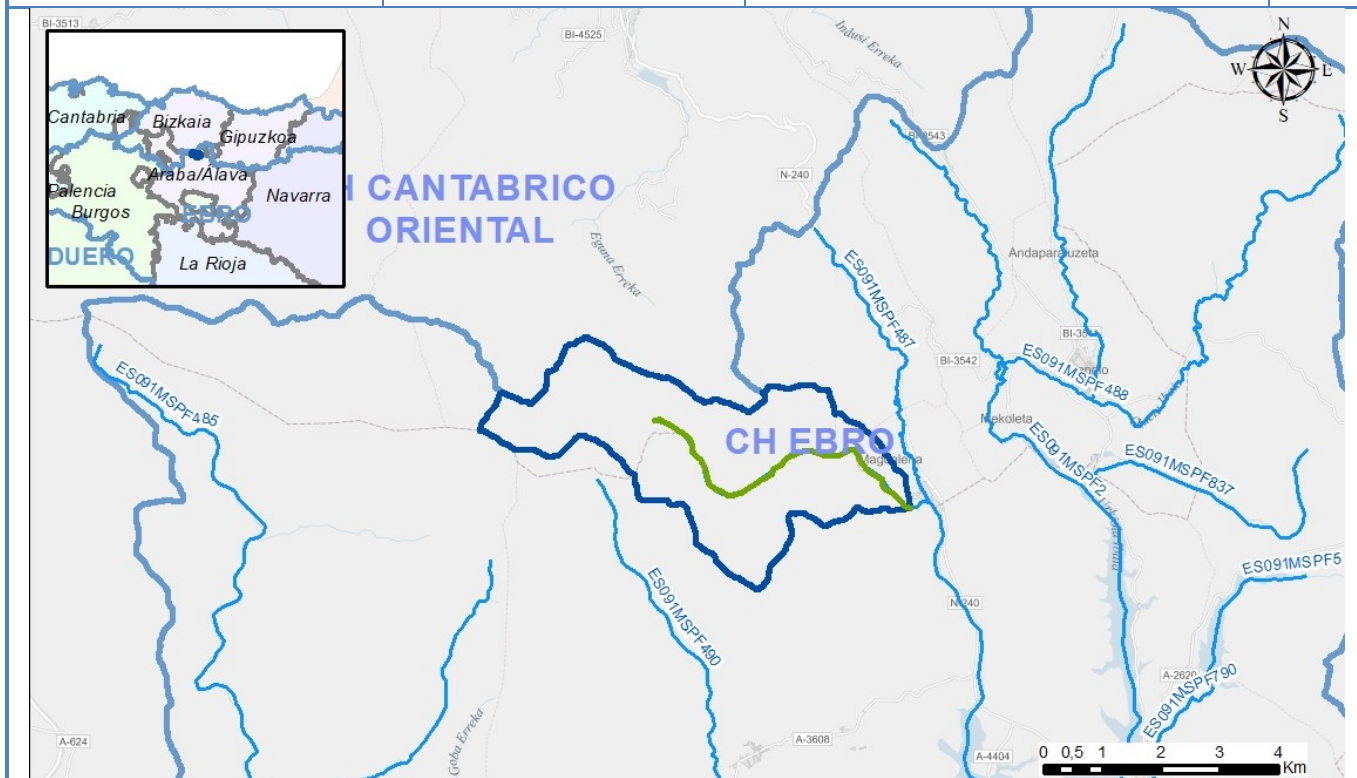 BI-3513
BI-4525
Indusi Erreka
N
W
E
S
Cantabria
Bizkaia
Gipuzkoa
Araba/Álava
Navarra
Palencia
Burgos
EBRO
DUERO
La Rioja
BI-3543
N-240
CANTABRICO
ORIENTAL
Eguna Erreka
Andaparaluzeta
ES091MSPF487
BI-3542
ES091MSPF488
ES091MSPF485
Mekoleta
CH EBRO
Magdalena
ES091MSPF2
ES091MSPF837
ES091MSPF5
ES091MSPF490
N-240
A-2620
ES091MSPF790
Goba Erreka
A-624
A-3608
A-4404
0 0,5 1 2 3 4
Km